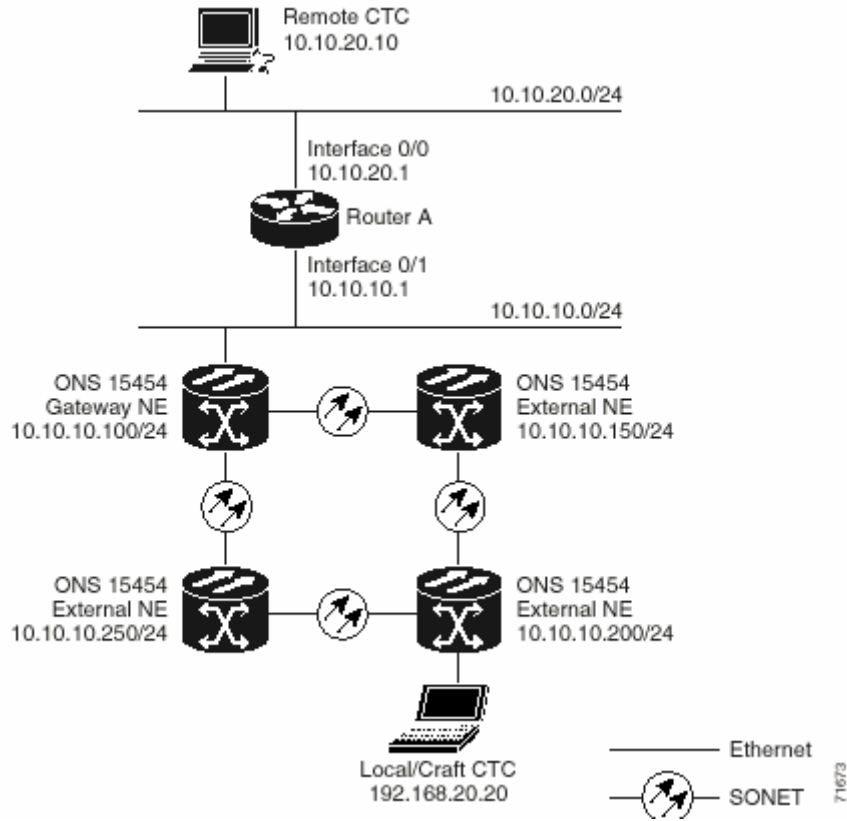 Remote CTC
10.10.20.10
10.10.20.0/24
Interface 0/0
10.10.20.1
Router A
Interface 0/1
10.10.10.1
10.10.10.0/24
ONS 15454
Gateway NE
10.10.10.100/24
ONS 15454
External NE
10.10.10.150/24
ONS 15454
External NE
10.10.10.250/24
ONS 15454
External NE
10.10.10.200/24
Local/Craft CTC
192.168.20.20
Ethernet
SONET
71673